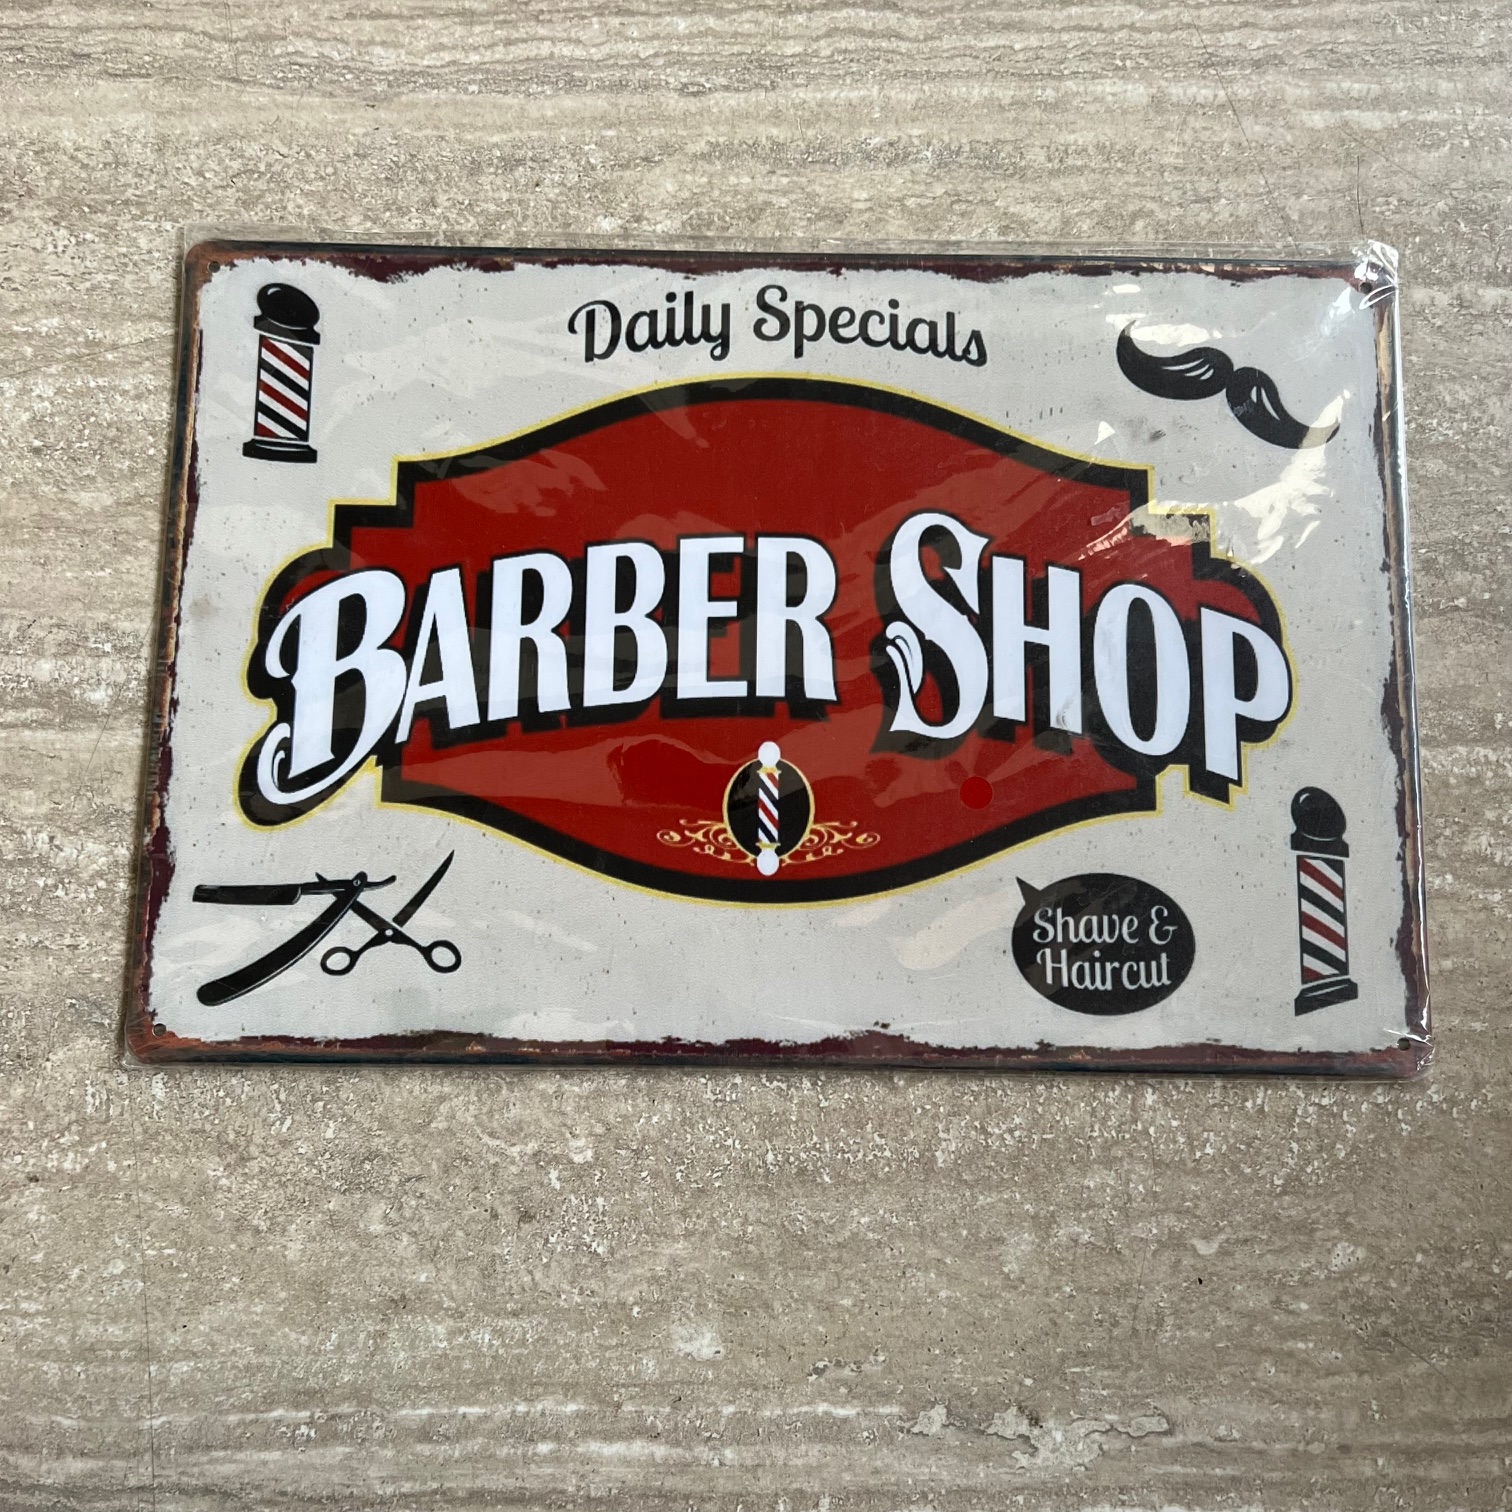 Daily Specials
BARBER SHOP
Shave &
Haircut